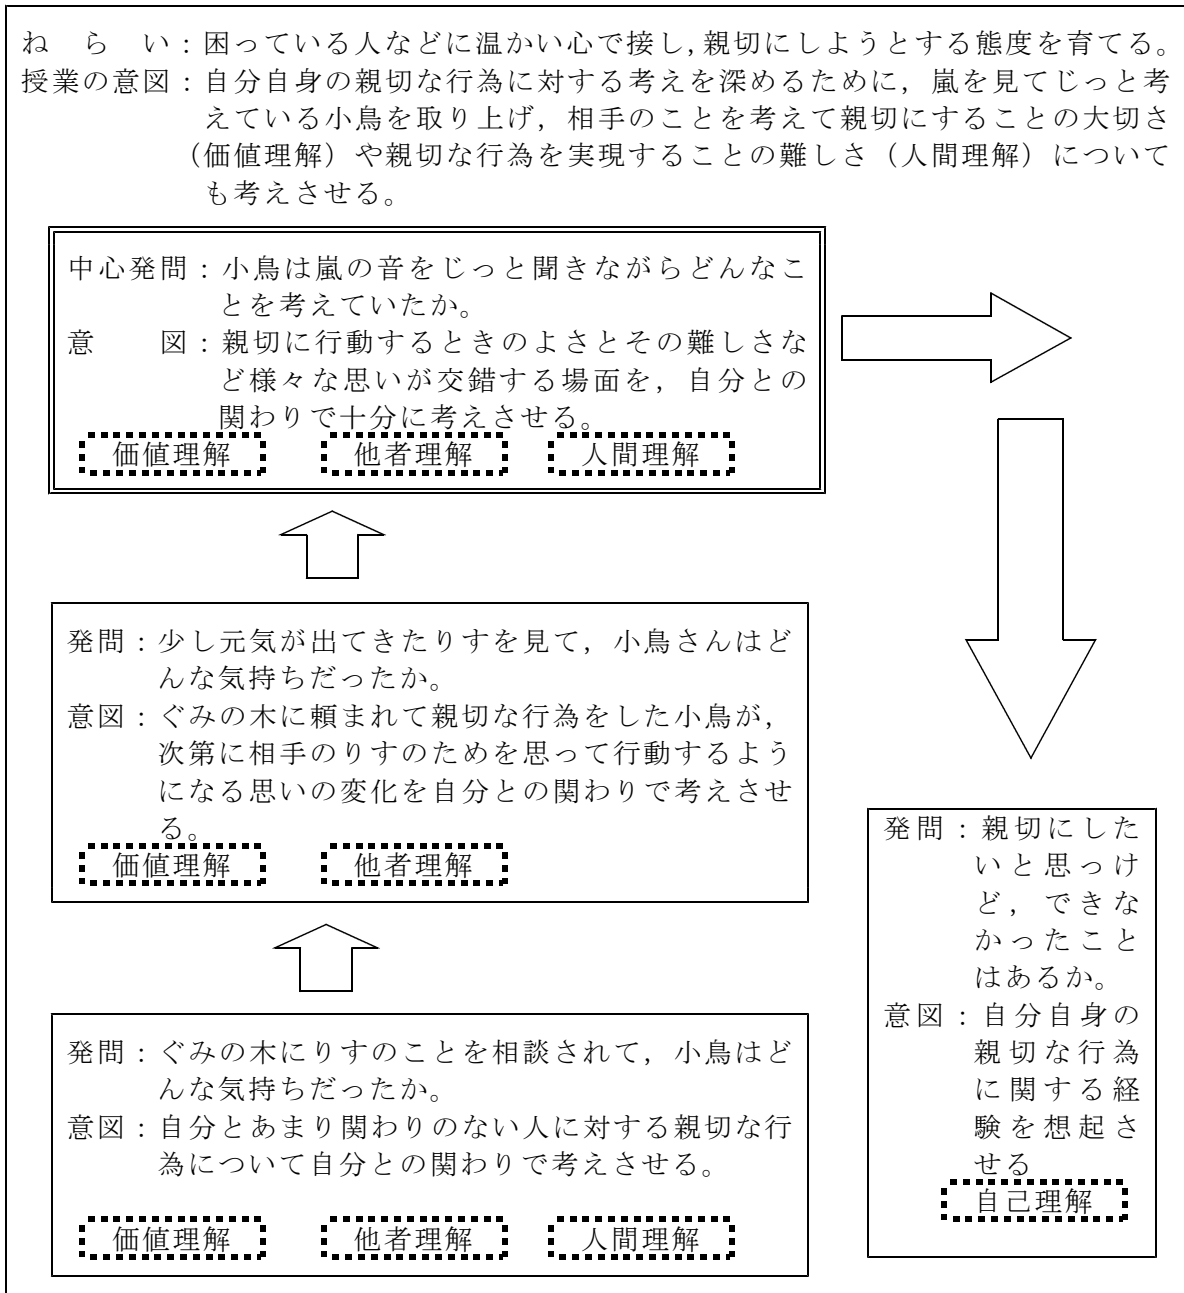 ね　ら　い：困っている人などに温かい心で接し，親切にしようとする態度を育てる。
授業の意図：自分自身の親切な行為に対する考えを深めるために，嵐を見てじっと考
えている小鳥を取り上げ，相手のことを考えて親切にすることの大切さ
（価値理解）や親切な行為を実現することの難しさ（人間理解）について
も考えさせる。
中心発問：小鳥は嵐の音をじっと聞きながらどんなこ
とを考えていたか。
意　　図：親切に行動するときのよさとその難しさな
ど様々な思いが交錯する場面を，自分との
関わりで十分に考えさせる。
価値理解　他者理解　人間理解
発問：少し元気が出てきたりすを見て，小鳥さんはど
んな気持ちだったか。
意図：ぐみの木に頼まれて親切な行為をした小鳥が，
次第に相手のりすのためを思って行動するよう
になる思いの変化を自分との関わりで考えさせ
る。
価値理解　他者理解
発問：ぐみの木にりすのことを相談されて，小鳥はど
んな気持ちだったか。
意図：自分とあまり関わりのない人に対する親切な行
為について自分との関わりで考えさせる。
価値理解　他者理解　人間理解
発問：親切にした
いと思っけ
ど，できな
かったこと
はあるか。
意図：自分自身の
親切な行為
に関する経
験を想起さ
せる
自己理解